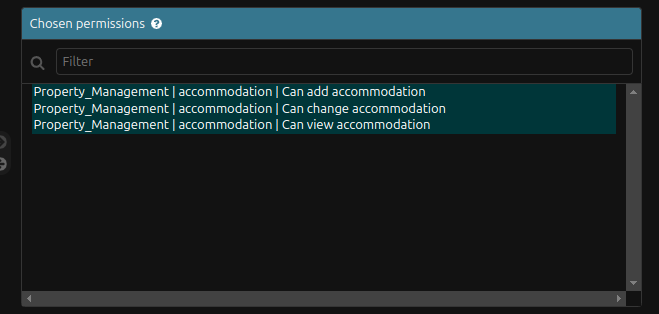 Chosen permissions ?
Filter
Property_Management | accommodation | Can add accommodation
Property_Management | accommodation | Can change accommodation
Property_Management | accommodation | Can view accommodation